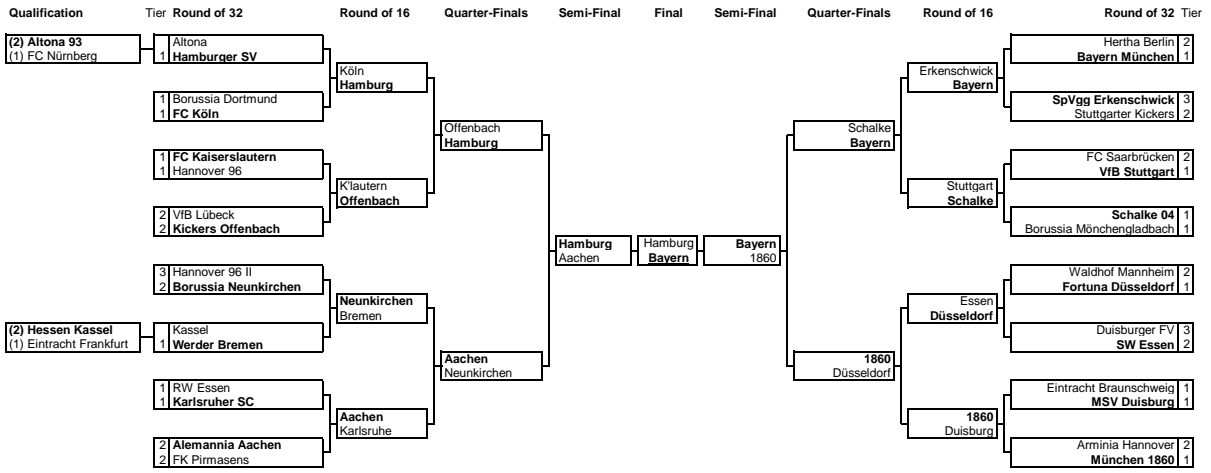 Qualification Tier Round of 32 Round of 16 Quarter-Finals Semi-Final Final Semi-Final Quarter-Finals Round of 16 Round of 32 Tier
(2) Altona 93
(1) FC Nürnberg
Altona
1 Hamburger SV
1 Borussia Dortmund
1 FC Köln
1 FC Kaiserslautern
1 Hannover 96
2 VfB Lübeck
2 Kickers Offenbach
3 Hannover 96 II
2 Borussia Neunkirchen
(2) Hessen Kassel
(1) Eintracht Frankfurt
Kassel
1 Werder Bremen
1 RW Essen
1 Karlsruher SC
2 Alemannia Aachen
2 FK Pirmasens
Köln
Hamburg
K'lautern
Offenbach
Neunkirchen
Bremen
Aachen
Karlsruhe
Offenbach
Hamburg
Aachen
Neunkirchen
Hamburg
Aachen
Hamburg
Bayern
Bayern
1860
Schalke
Bayern
1860
Düsseldorf
Erkenschwick
Bayern
Stuttgart
Schalke
Essen
Düsseldorf
1860
Duisburg
Hertha Berlin 2
Bayern München 1
SpVgg Erkenschwick 3
Stuttgarter Kickers 2
FC Saarbrücken 2
VfB Stuttgart 1
Schalke 04 1
Borussia Mönchengladbach 1
Waldhof Mannheim 2
Fortuna Düsseldorf 1
Duisburger FV 3
SW Essen 2
Eintracht Braunschweig 1
MSV Duisburg 1
Arminia Hannover 2
München 1860 1